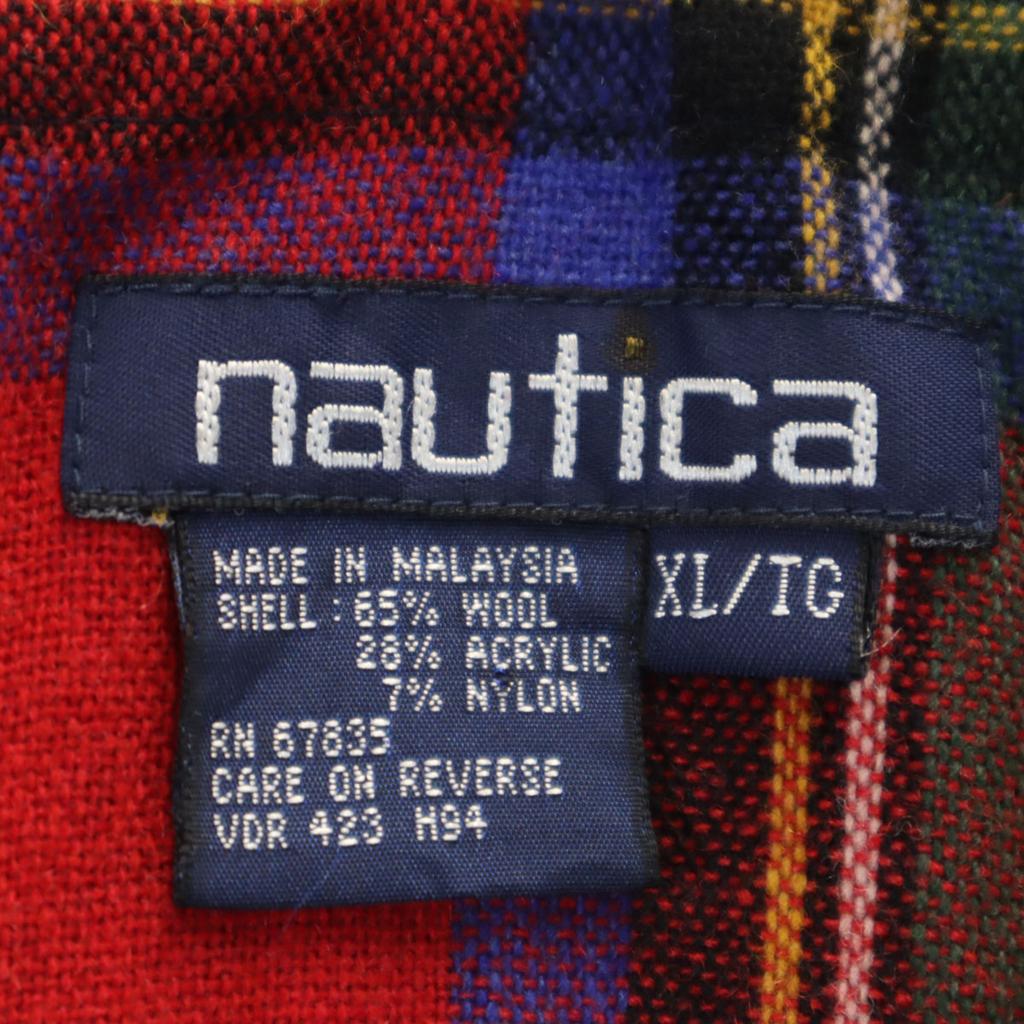 nautica
MADE IN MALAYSIA
SHELL : 65% WOOL
28% ACRYLIC
7% NYLON
RN 67835
CARE ON REVERSE
VDR 423 H94
XL/TG